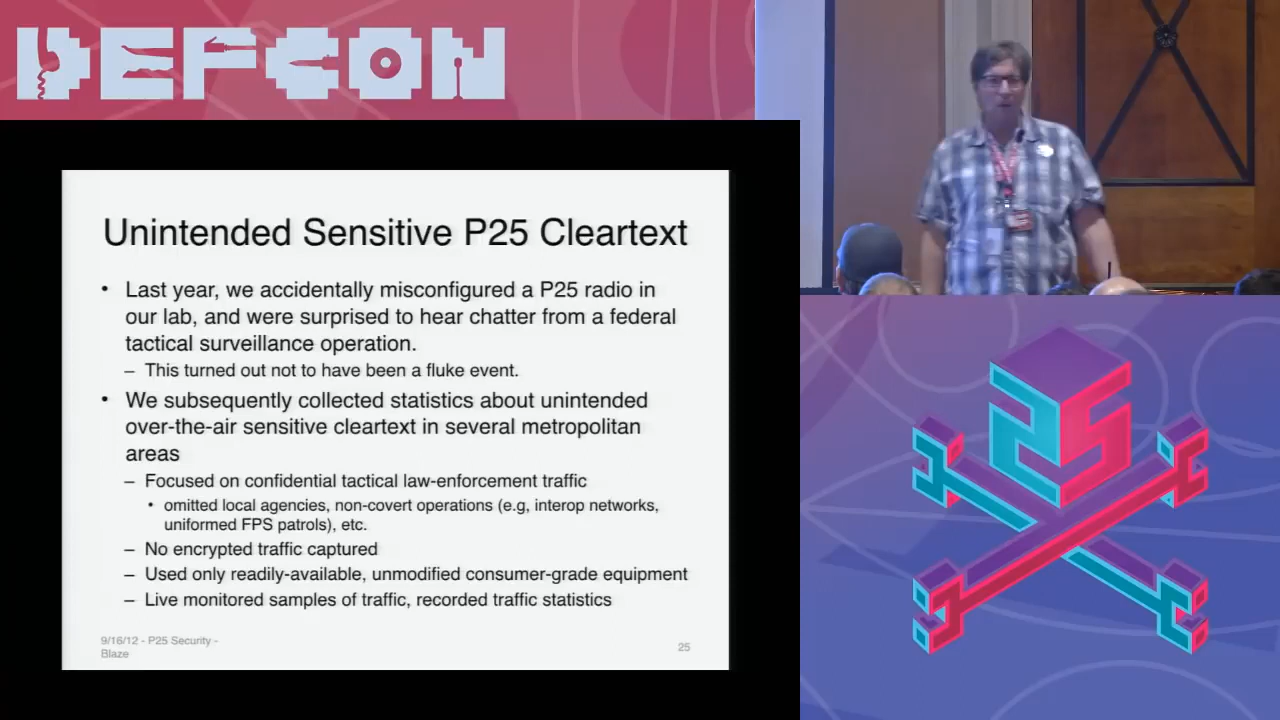 DEFCON
Unintended Sensitive P25 Cleartext
• Last year, we accidentally misconfigured a P25 radio in
our lab, and were surprised to hear chatter from a federal
tactical surveillance operation.
– This turned out not to have been a fluke event.
• We subsequently collected statistics about unintended
over-the-air sensitive cleartext in several metropolitan
areas
– Focused on confidential tactical law-enforcement traffic
• omitted local agencies, non-covert operations (e.g, interop networks,
uniformed FPS patrols), etc.
– No encrypted traffic captured
– Used only readily-available, unmodified consumer-grade equipment
– Live monitored samples of traffic, recorded traffic statistics
9/16/12 - P25 Security -
Blaze
25
25